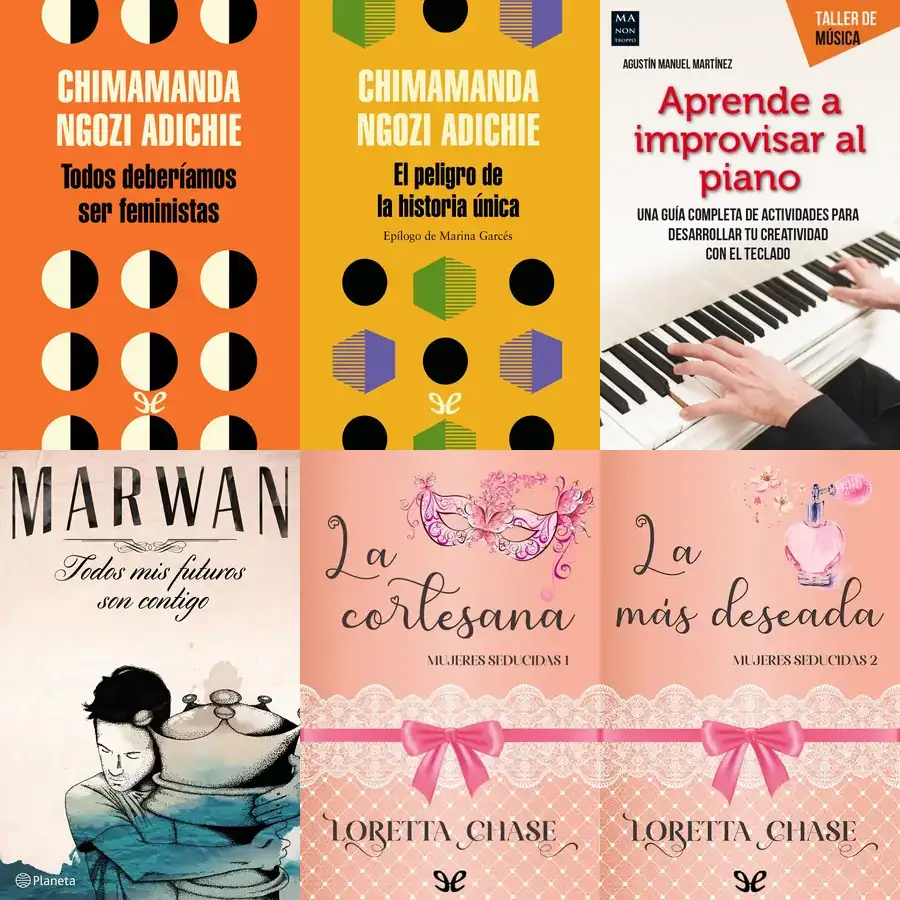 CHIMAMANDA
NGOZI ADICHIE
Todos deberíamos
ser feministas
CHIMAMANDA
NGOZI ADICHIE
El peligro de
la historia única
Epílogo de Marina Garcés
MA
NON
TROPPO
TALLER DE
MÚSICA
AGUSTÍN MANUEL MARTÍNEZ
Aprende a
improvisar al
piano
UNA GUÍA COMPLETA DE ACTIVIDADES PARA
DESARROLLAR TU CREATIVIDAD
CON EL TECLADO
MARWAN
Todos mis futuros
son contigo
Planeta
La
cortesana
MUJERES SEDUCIDAS 1
LORETTA CHASE
La
más deseada
MUJERES SEDUCIDAS 2
LORETTA CHASE